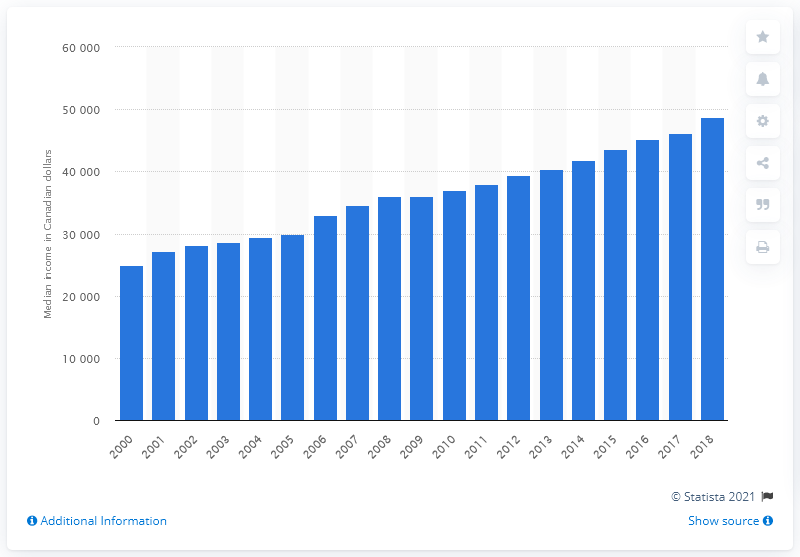 60 000
50 000
40 000
30 000
20 000
10 000
0
Median income in Canadian dollars
2000 2001 2002 2003 2004 2005 2006 2007 2008 2009 2010 2011 2012 2013 2014 2015 2016 2017 2018
© Statista 2021
Additional Information
Show source